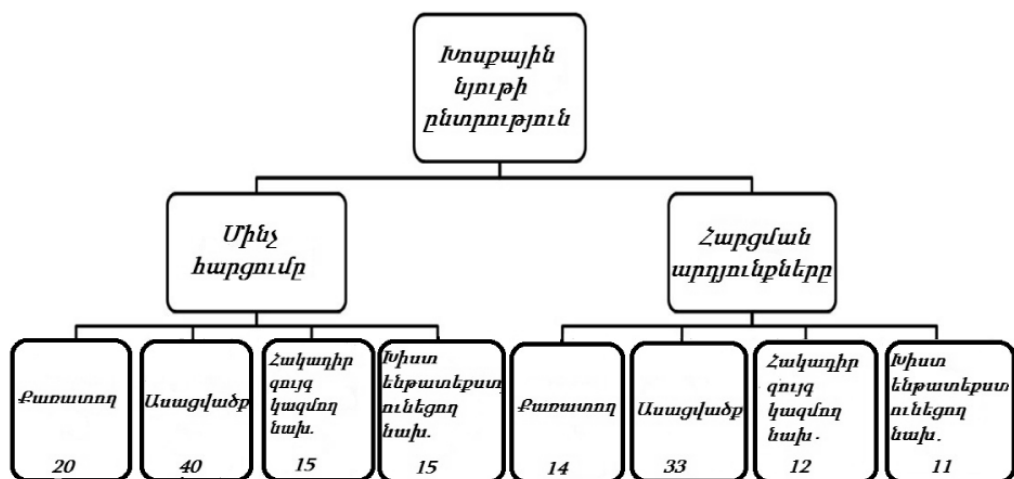 Խոսքային
նյութի
ընտրություն
Մինչ
հարցումը
Հարցման
արդյունքները
Քառատող
20
Ասացվածք
40
Հակադիր
զույգ
կազմող
նախ.
15
Խիստ
ենթատեքստ
ունեցող
նախ.
15
Քառատող
14
Ասացվածք
33
Հակադիր
զույգ
կազմող
նախ.
12
Խիստ
ենթատեքստ
ունեցող
նախ.
11